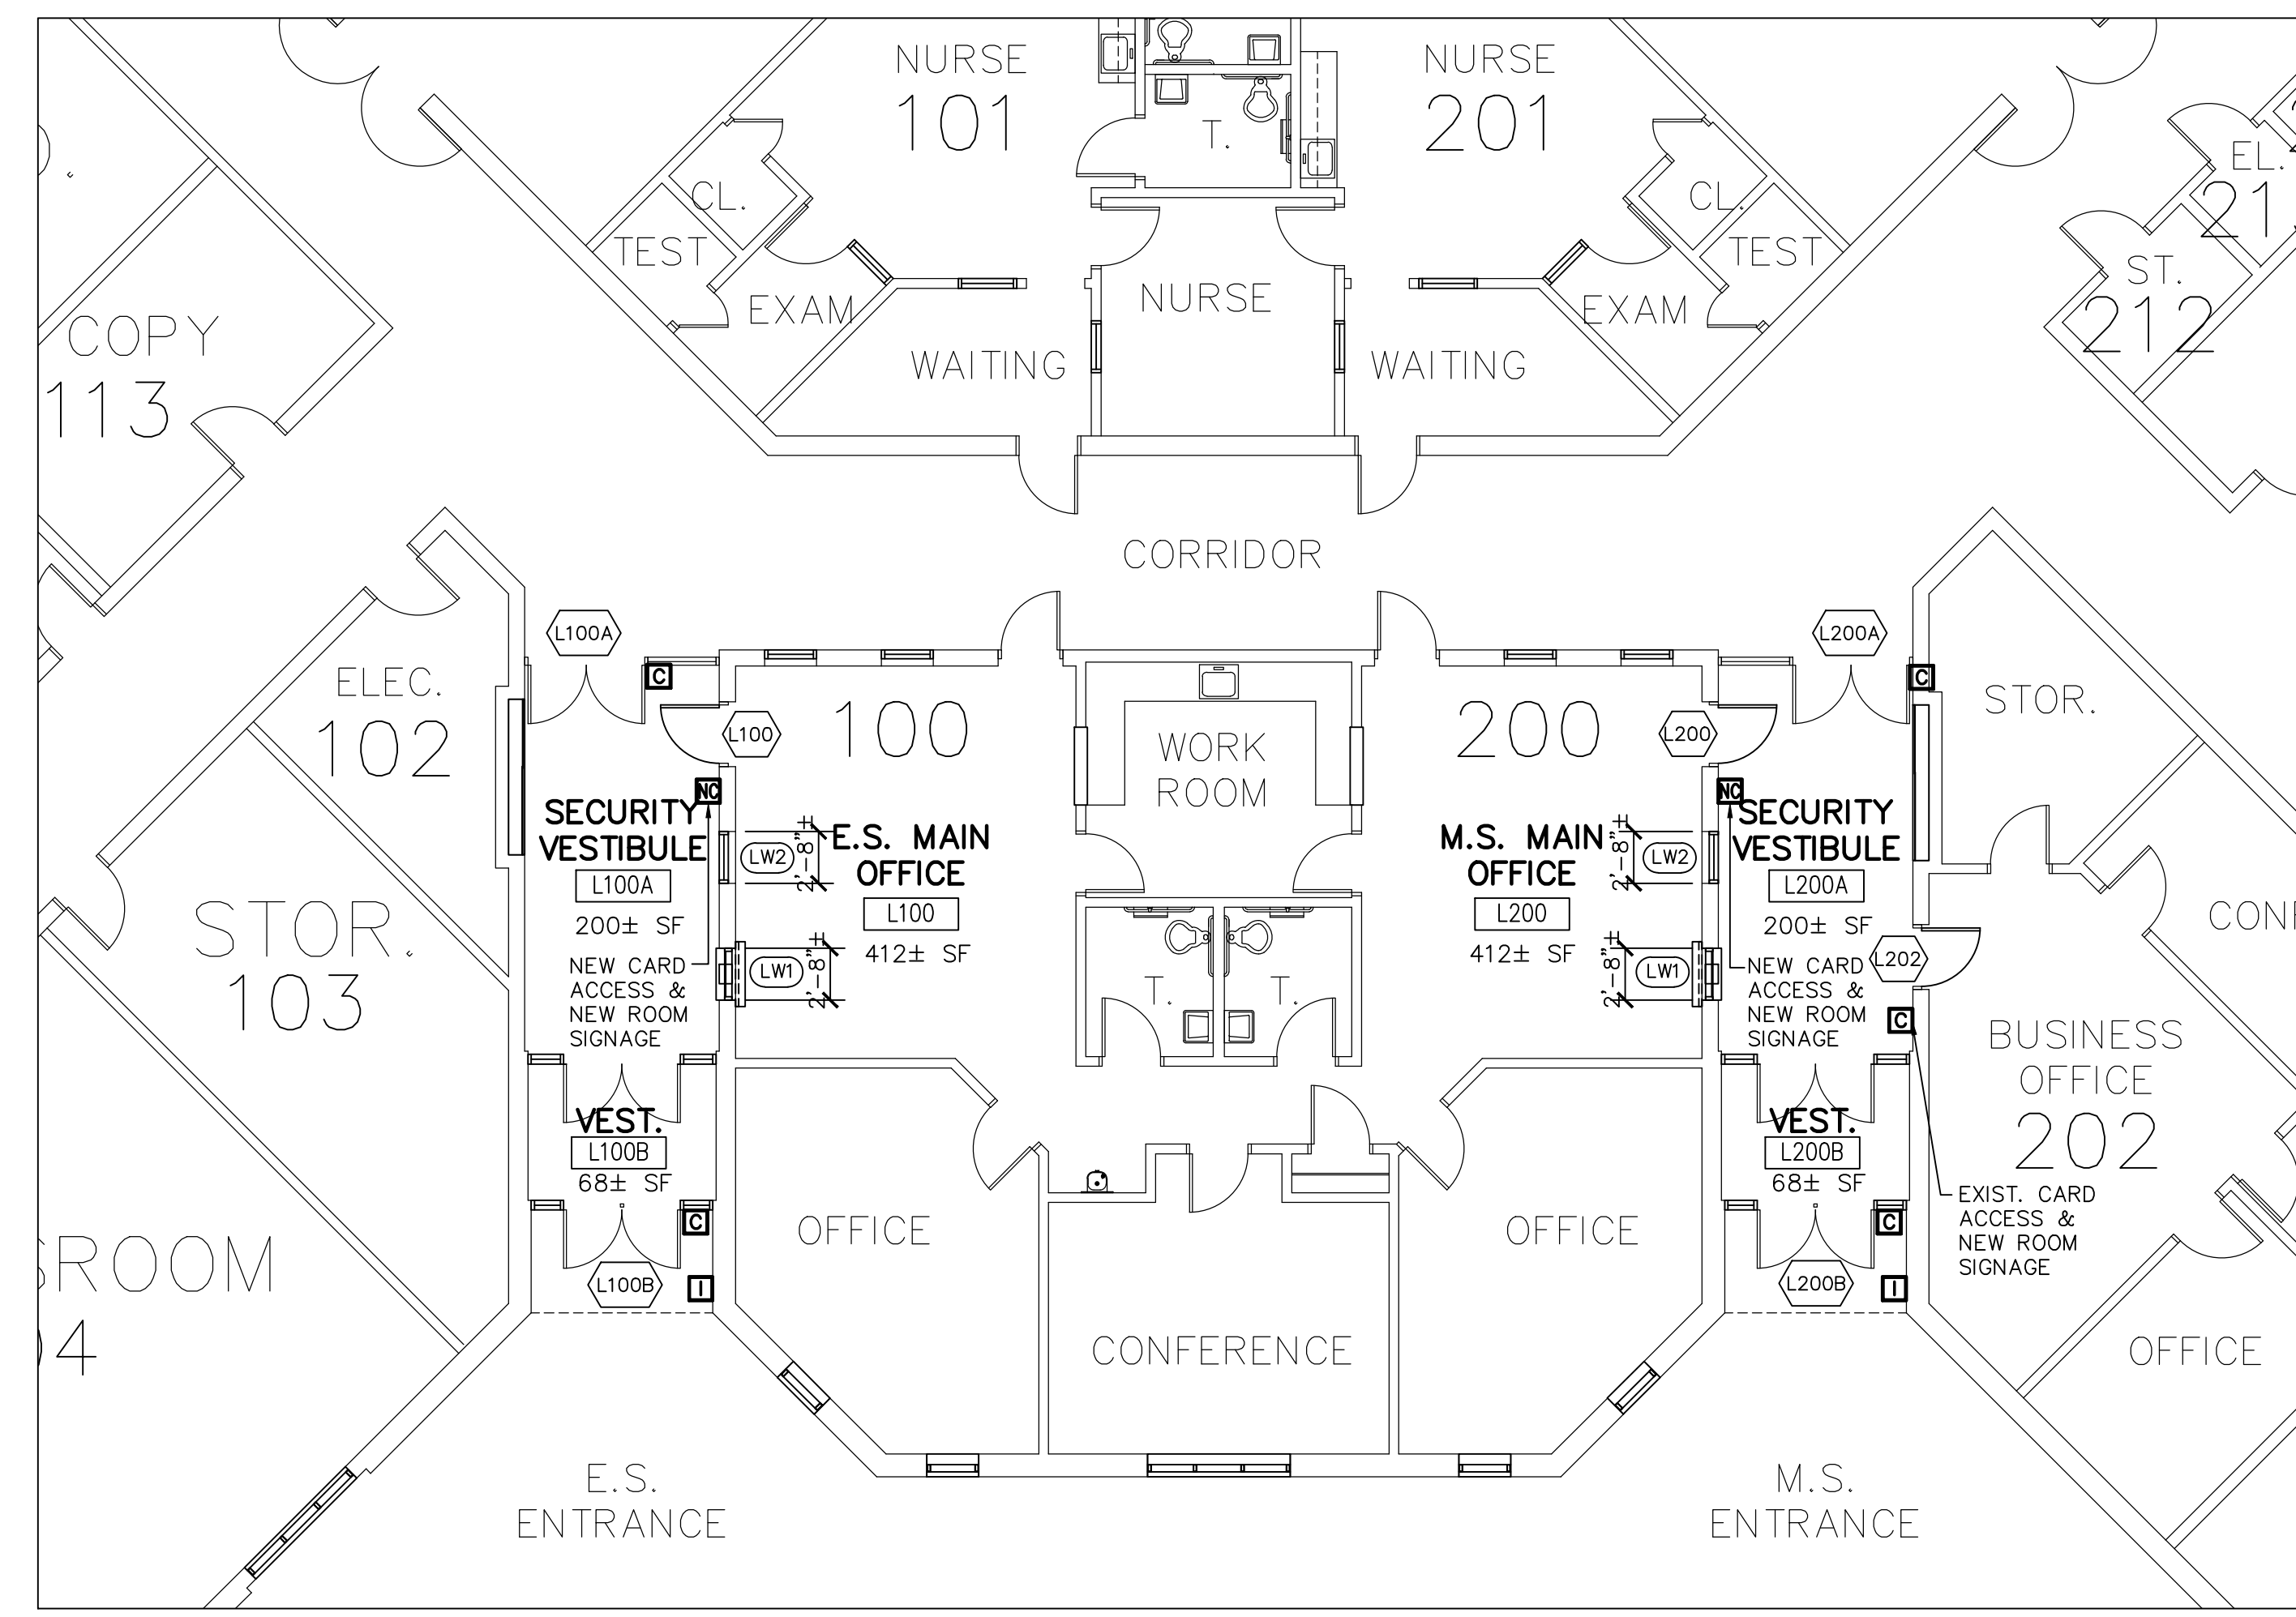 NURSE
101
NURSE
201
T.
CL.
CL.
TEST
TEST
EXAM
EXAM
NURSE
WAITING
WAITING
COPY
113
EL.
ST.
212
CORRIDOR
L100A
L200A
C
C
ELEC.
102
STOR.
L100
100
WORK
ROOM
200
L200
NC
NC
SECURITY
VESTIBULE
L100A
200± SF
NEW CARD
ACCESS &
NEW ROOM
SIGNAGE
LW2
2'-8"±
E.S. MAIN
OFFICE
L100
412± SF
LW1
2'-8"±
M.S. MAIN
OFFICE
L200
412± SF
2'-8"±
LW2
2'-8"±
LW1
SECURITY
VESTIBULE
L200A
200± SF
NEW CARD
ACCESS &
NEW ROOM
SIGNAGE
L202
C
STOR.
103
T.
T.
BUSINESS
OFFICE
202
VEST.
L100B
68± SF
C
L100B
I
VEST.
L200B
68± SF
C
L200B
I
EXIST. CARD
ACCESS &
NEW ROOM
SIGNAGE
OFFICE
OFFICE
CONFERENCE
OFFICE
E.S.
ENTRANCE
M.S.
ENTRANCE